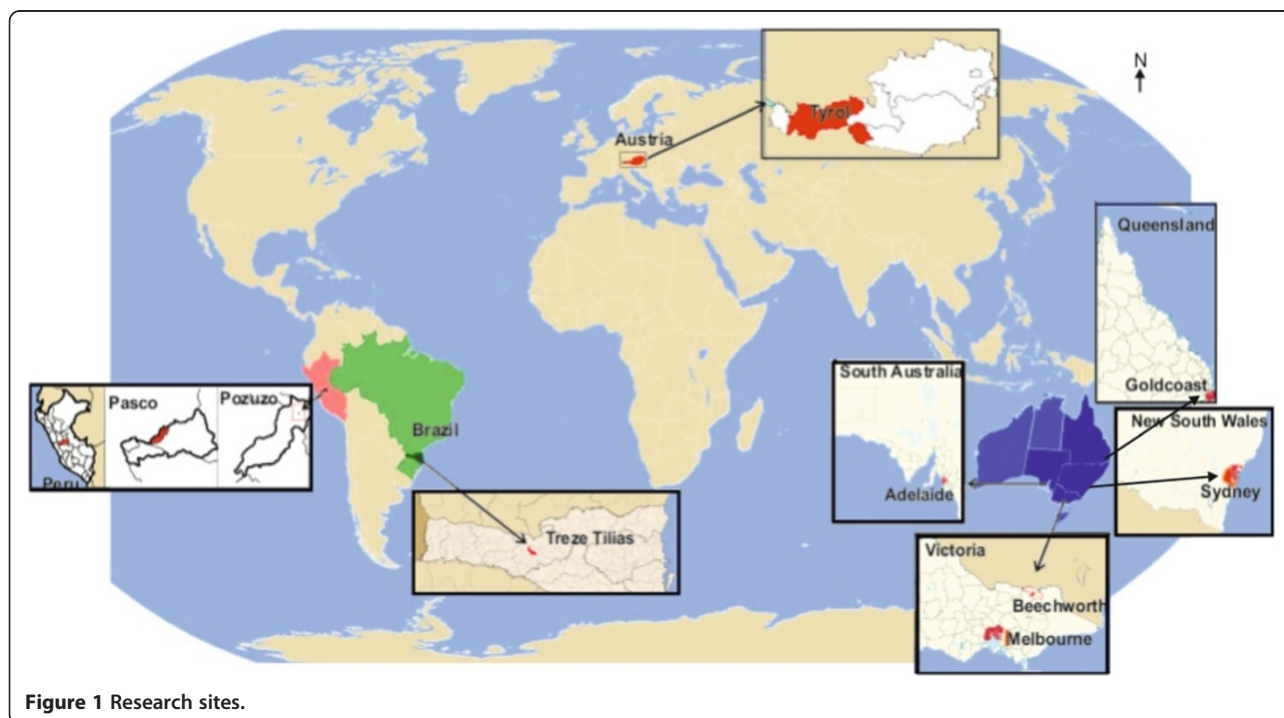 N
Tyrol
Austria
Queensland
Goldcoast
South Australia
Adelaide
New South Wales
Sydney
Pasco
Pozuzo
Peru
Brazil
Treze Tilias
Victoria
Beechworth
Melbourne
Figure 1 Research sites.